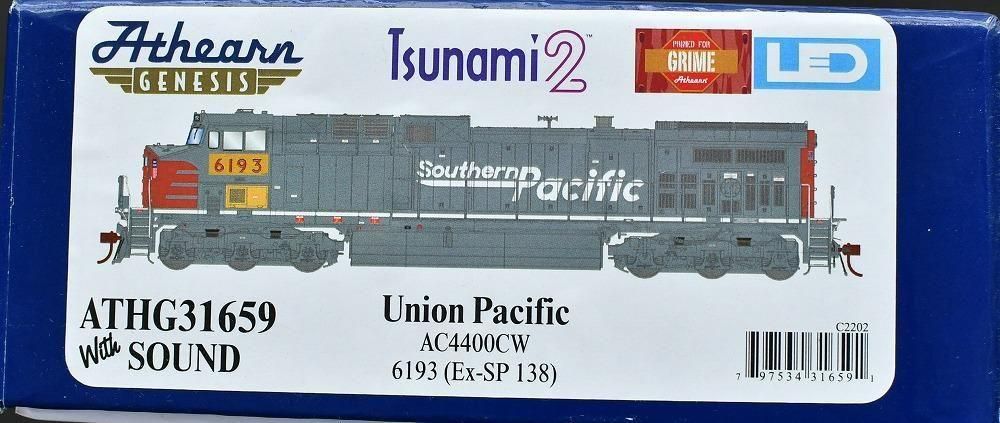 Athearn
GENESIS
Tsunami2™
PRIMED FOR
GRIME
Athearn
LED
6193
Southern
Pacific
ATHG31659
With SOUND
Union Pacific
AC4400CW
6193 (Ex-SP 138)
C2202
7 97534 31659 1